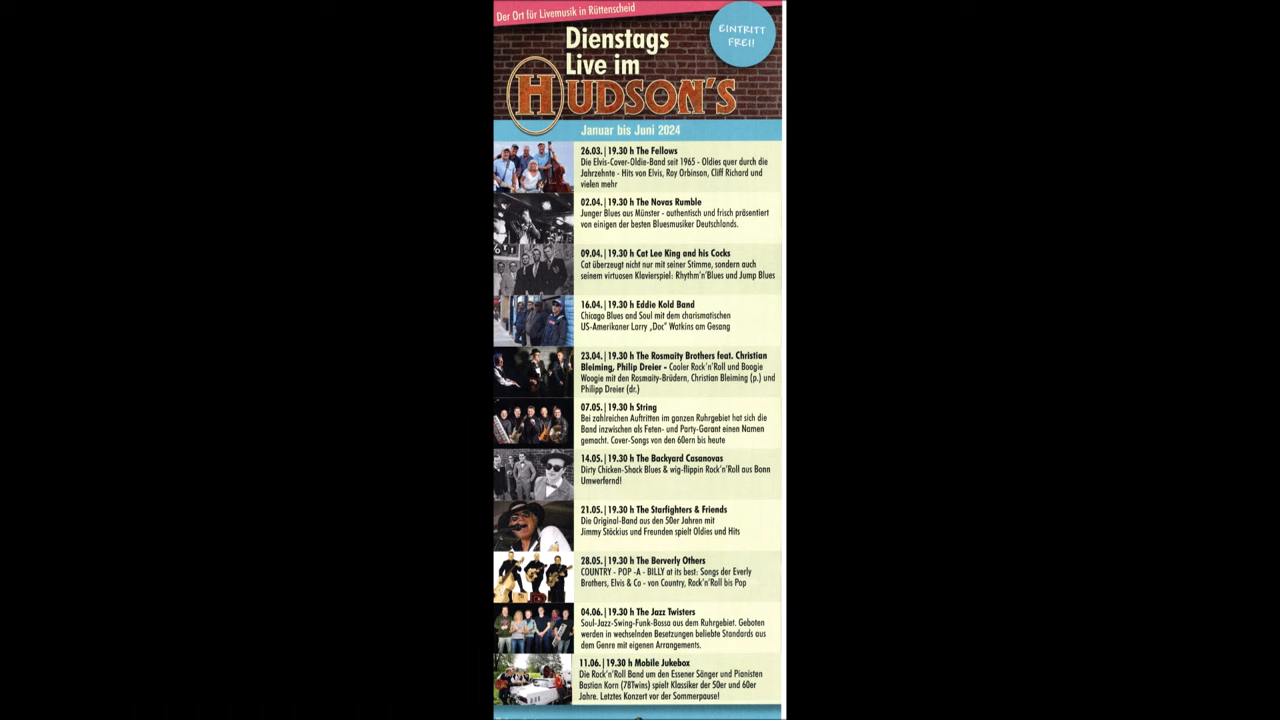 Der Ort für Livemusik in Rüttenscheid
EINTRITT
FREI!
Dienstags
Live im
HUDSON'S
Januar bis Juni 2024
26.03. | 19.30 h The Fellows
Die Elvis-Cover-Oldie-Band seit 1965 - Oldies quer durch die
Jahrzehnte - Hits von Elvis, Roy Orbinson, Cliff Richard und
vielen mehr
02.04. | 19.30 h The Novas Rumble
Junger Blues aus Münster - authentisch und frisch präsentiert
von einigen der besten Bluesmusiker Deutschlands.
09.04. | 19.30 h Cat Lee King and his Cocks
Cat überzeugt nicht nur mit seiner Stimme, sondern auch
seinem virtuosen Klavierspiel: Rhythm'n'Blues und Jump Blues
16.04. | 19.30 h Eddie Kold Band
Chicago Blues and Soul mit dem charismatischen
US-Amerikaner Larry „Doc“ Watkins am Gesang
23.04. | 19.30 h The Rosmaity Brothers feat. Christian
Bleiming, Philip Dreier - Cooler Rock'n'Roll und Boogie
Woogie mit den Rosmaity-Brüdern, Christian Bleiming (p.) und
Philipp Dreier (dr.)
07.05. | 19.30 h String
Bei zahlreichen Auftritten im ganzen Ruhrgebiet hat sich die
Band inzwischen als Feten- und Party-Garant einen Namen
gemacht. Cover-Songs von den 60ern bis heute
14.05. | 19.30 h The Backyard Casanovas
Dirty Chicken-Shack Blues & wig-flippin Rock'n'Roll aus Bonn
Umwerfernd!
21.05. | 19.30 h The Starfighters & Friends
Die Original-Band aus den 50er Jahren mit
Jimmy Stöckius und Freunden spielt Oldies und Hits
28.05. | 19.30 h The Berverly Others
COUNTRY - POP -A - BILLY at its best: Songs der Everly
Brothers, Elvis & Co - von Country, Rock'n'Roll bis Pop
04.06. | 19.30 h The Jazz Twisters
Soul-Jazz-Swing-Funk-Bossa aus dem Ruhrgebiet. Geboten
werden in wechselnden Besetzungen beliebte Standards aus
dem Genre mit eigenen Arrangements.
11.06. | 19.30 h Mobile Jukebox
Die Rock'n'Roll Band um den Essener Sänger und Pianisten
Bastian Korn (78Twins) spielt Klassiker der 50er und 60er
Jahre. Letztes Konzert vor der Sommerpause!